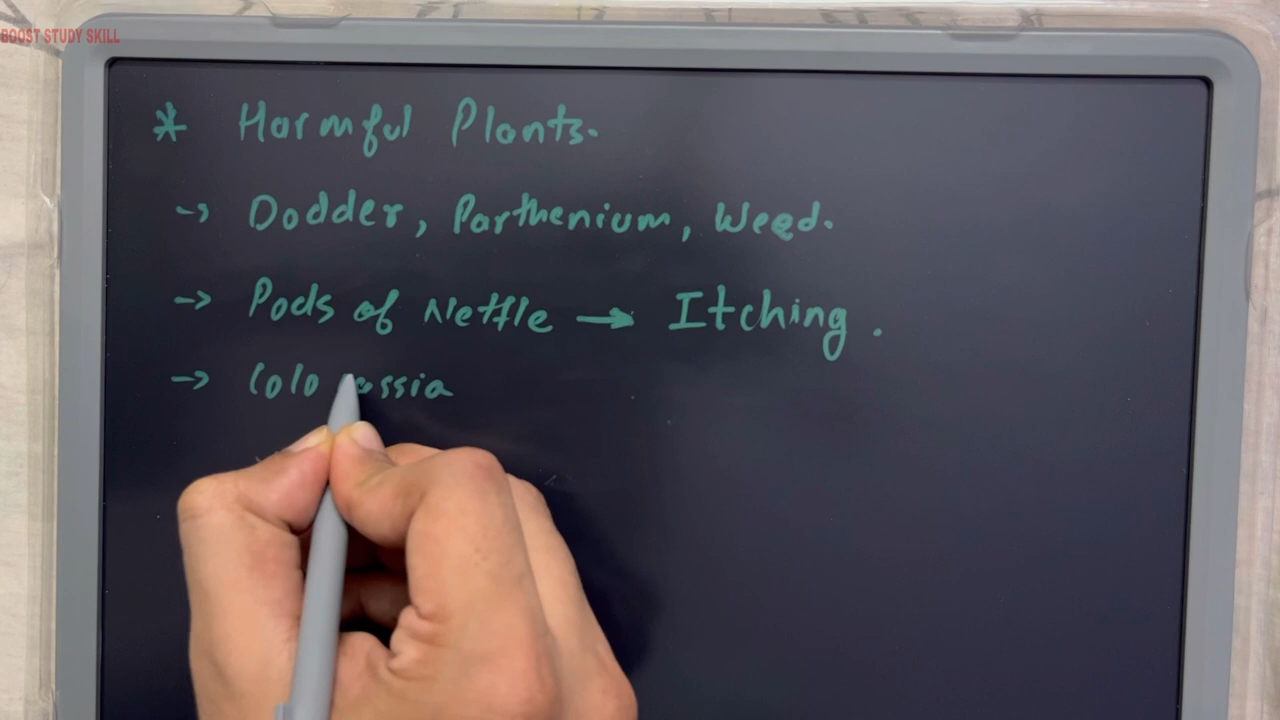 BOOST STUDY SKILL
* Harmful Plants.
→ Dodder, Parthenium, Weed.
→ Pods of Nettle → Itching.
→